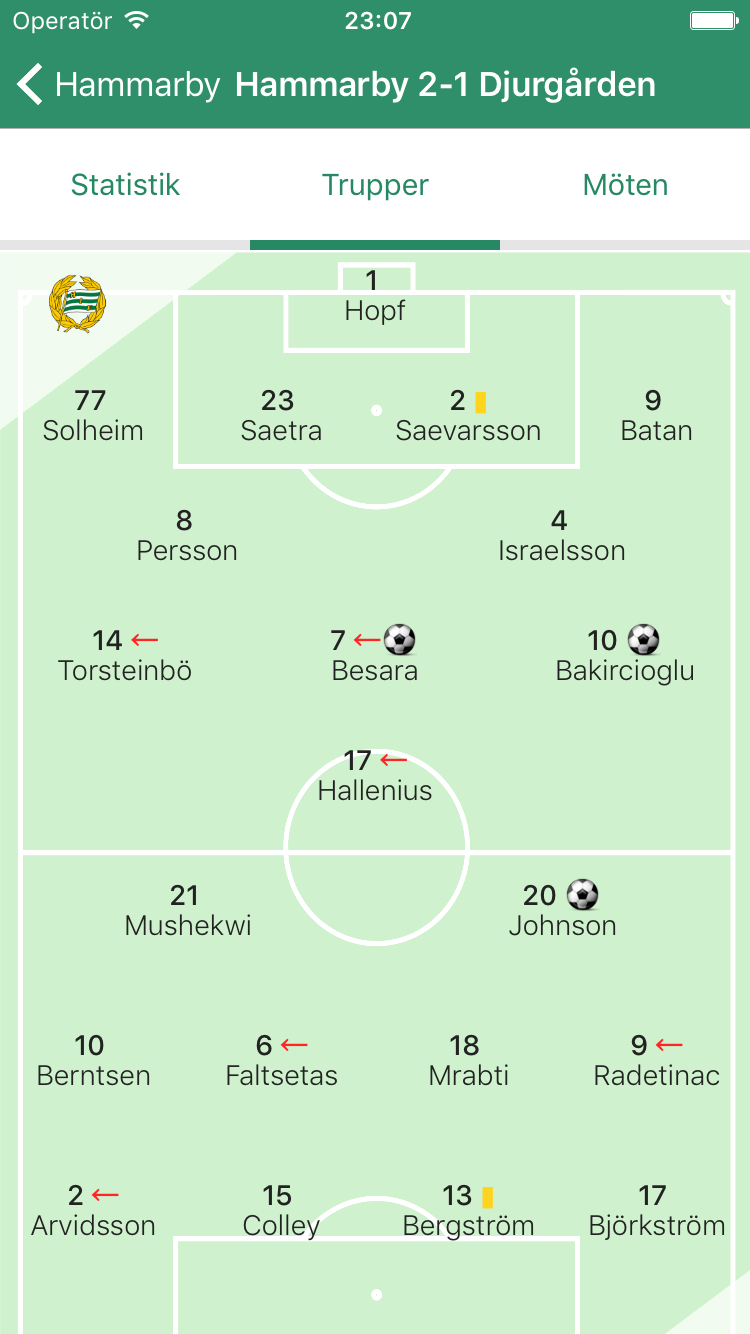 Operatör 23:07
Hammarby Hammarby 2-1 Djurgården
Statistik Trupper Möten
1
Hopf
77 23 2 9
Solheim Saetra Saevarsson Batan
8 4
Persson Israelsson
14 7 10
Torsteinbö Besara Bakircioglu
17
Hallenius
21 20
Mushekwi Johnson
10 6 18 9
Berntsen Faltsetas Mrabti Radetinac
2 15 13 17
Arvidsson Colley Bergström Björkström